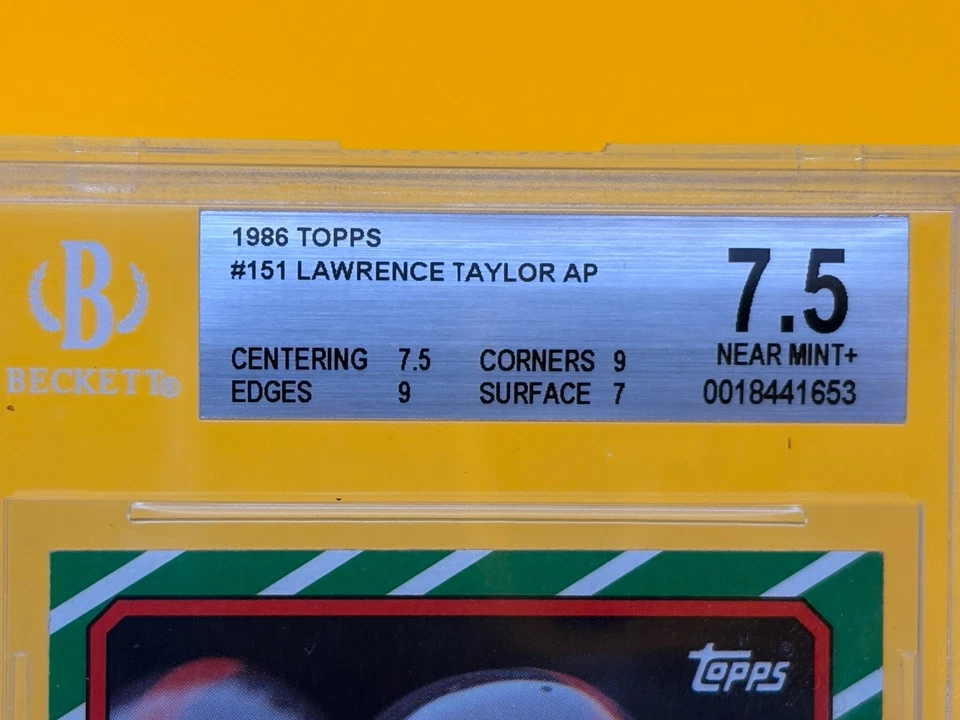 1986 TOPPS
#151 LAWRENCE TAYLOR AP
7.5
NEAR MINT+
0018441653
CENTERING 7.5 CORNERS 9
EDGES 9 SURFACE 7
B
BECKETT®
TOPPS